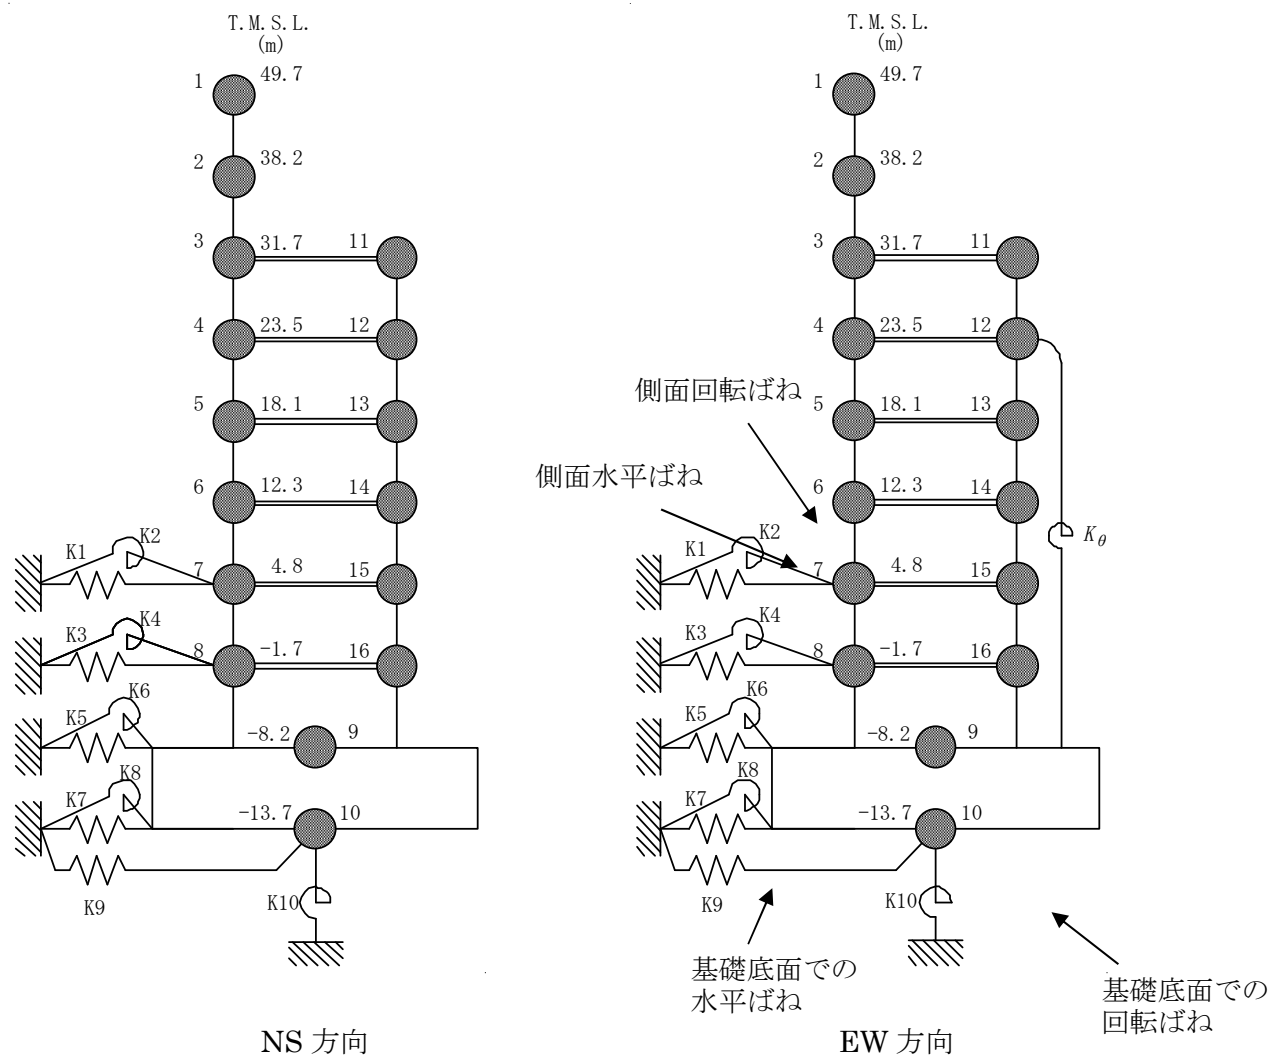 T.M.S.L.
(m)
1 49.7
2 38.2
3 31.7 11
4 23.5 12
5 18.1 13
6 12.3 14
K1 K2
7 4.8 15
K3 K4
8 -1.7 16
K5 K6
-8.2 9
K7 K8
-13.7 10
K9
K10
NS 方向
T.M.S.L.
(m)
1 49.7
2 38.2
3 31.7 11
4 23.5 12
側面回転ばね
5 18.1 13
側面水平ばね
6 12.3 14
Kθ
K1 K2
7 4.8 15
K3 K4
8 -1.7 16
K5 K6
-8.2 9
K7 K8
-13.7 10
K9
K10
基礎底面での
水平ばね
基礎底面での
回転ばね
EW 方向